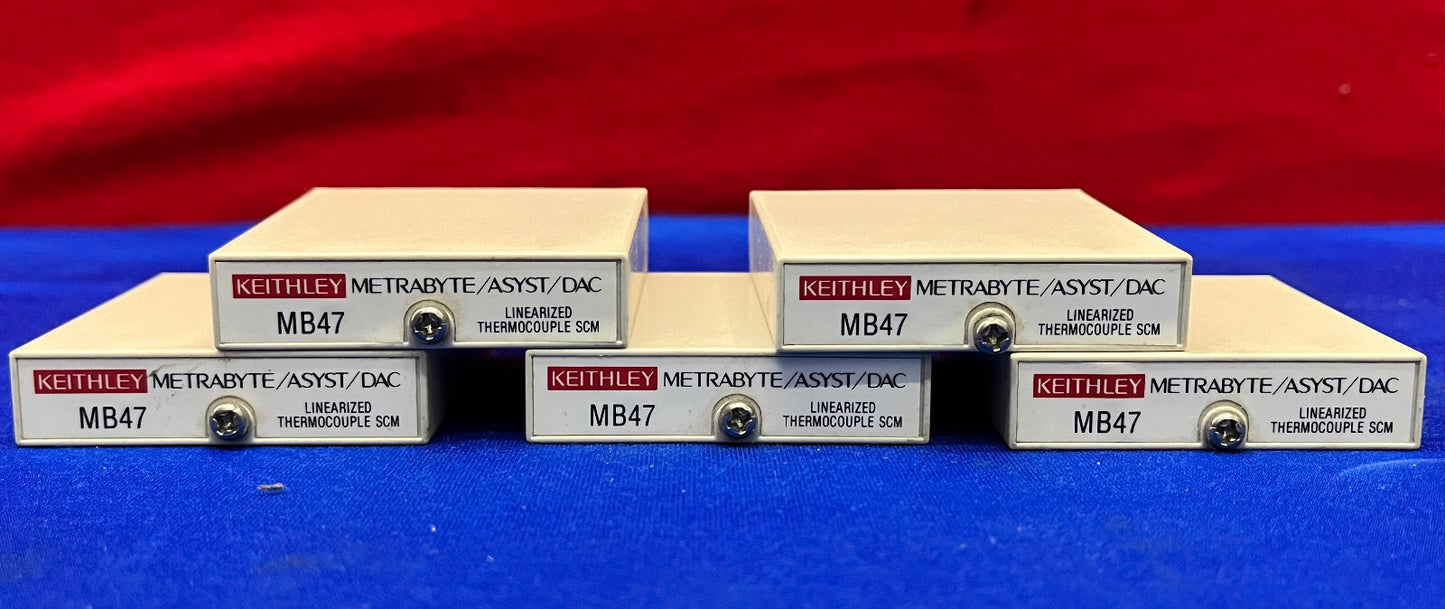 KEITHLEY METRABYTE/ASYST/DAC
MB47
LINEARIZED
THERMOCOUPLE SCM
KEITHLEY METRABYTE/ASYST/DAC
MB47
LINEARIZED
THERMOCOUPLE SCM
KEITHLEY METRABYTE/ASYST/DAC
MB47
LINEARIZED
THERMOCOUPLE SCM
KEITHLEY METRABYTE/ASYST/DAC
MB47
LINEARIZED
THERMOCOUPLE SCM
KEITHLEY METRABYTE/ASYST/DAC
MB47
LINEARIZED
THERMOCOUPLE SCM